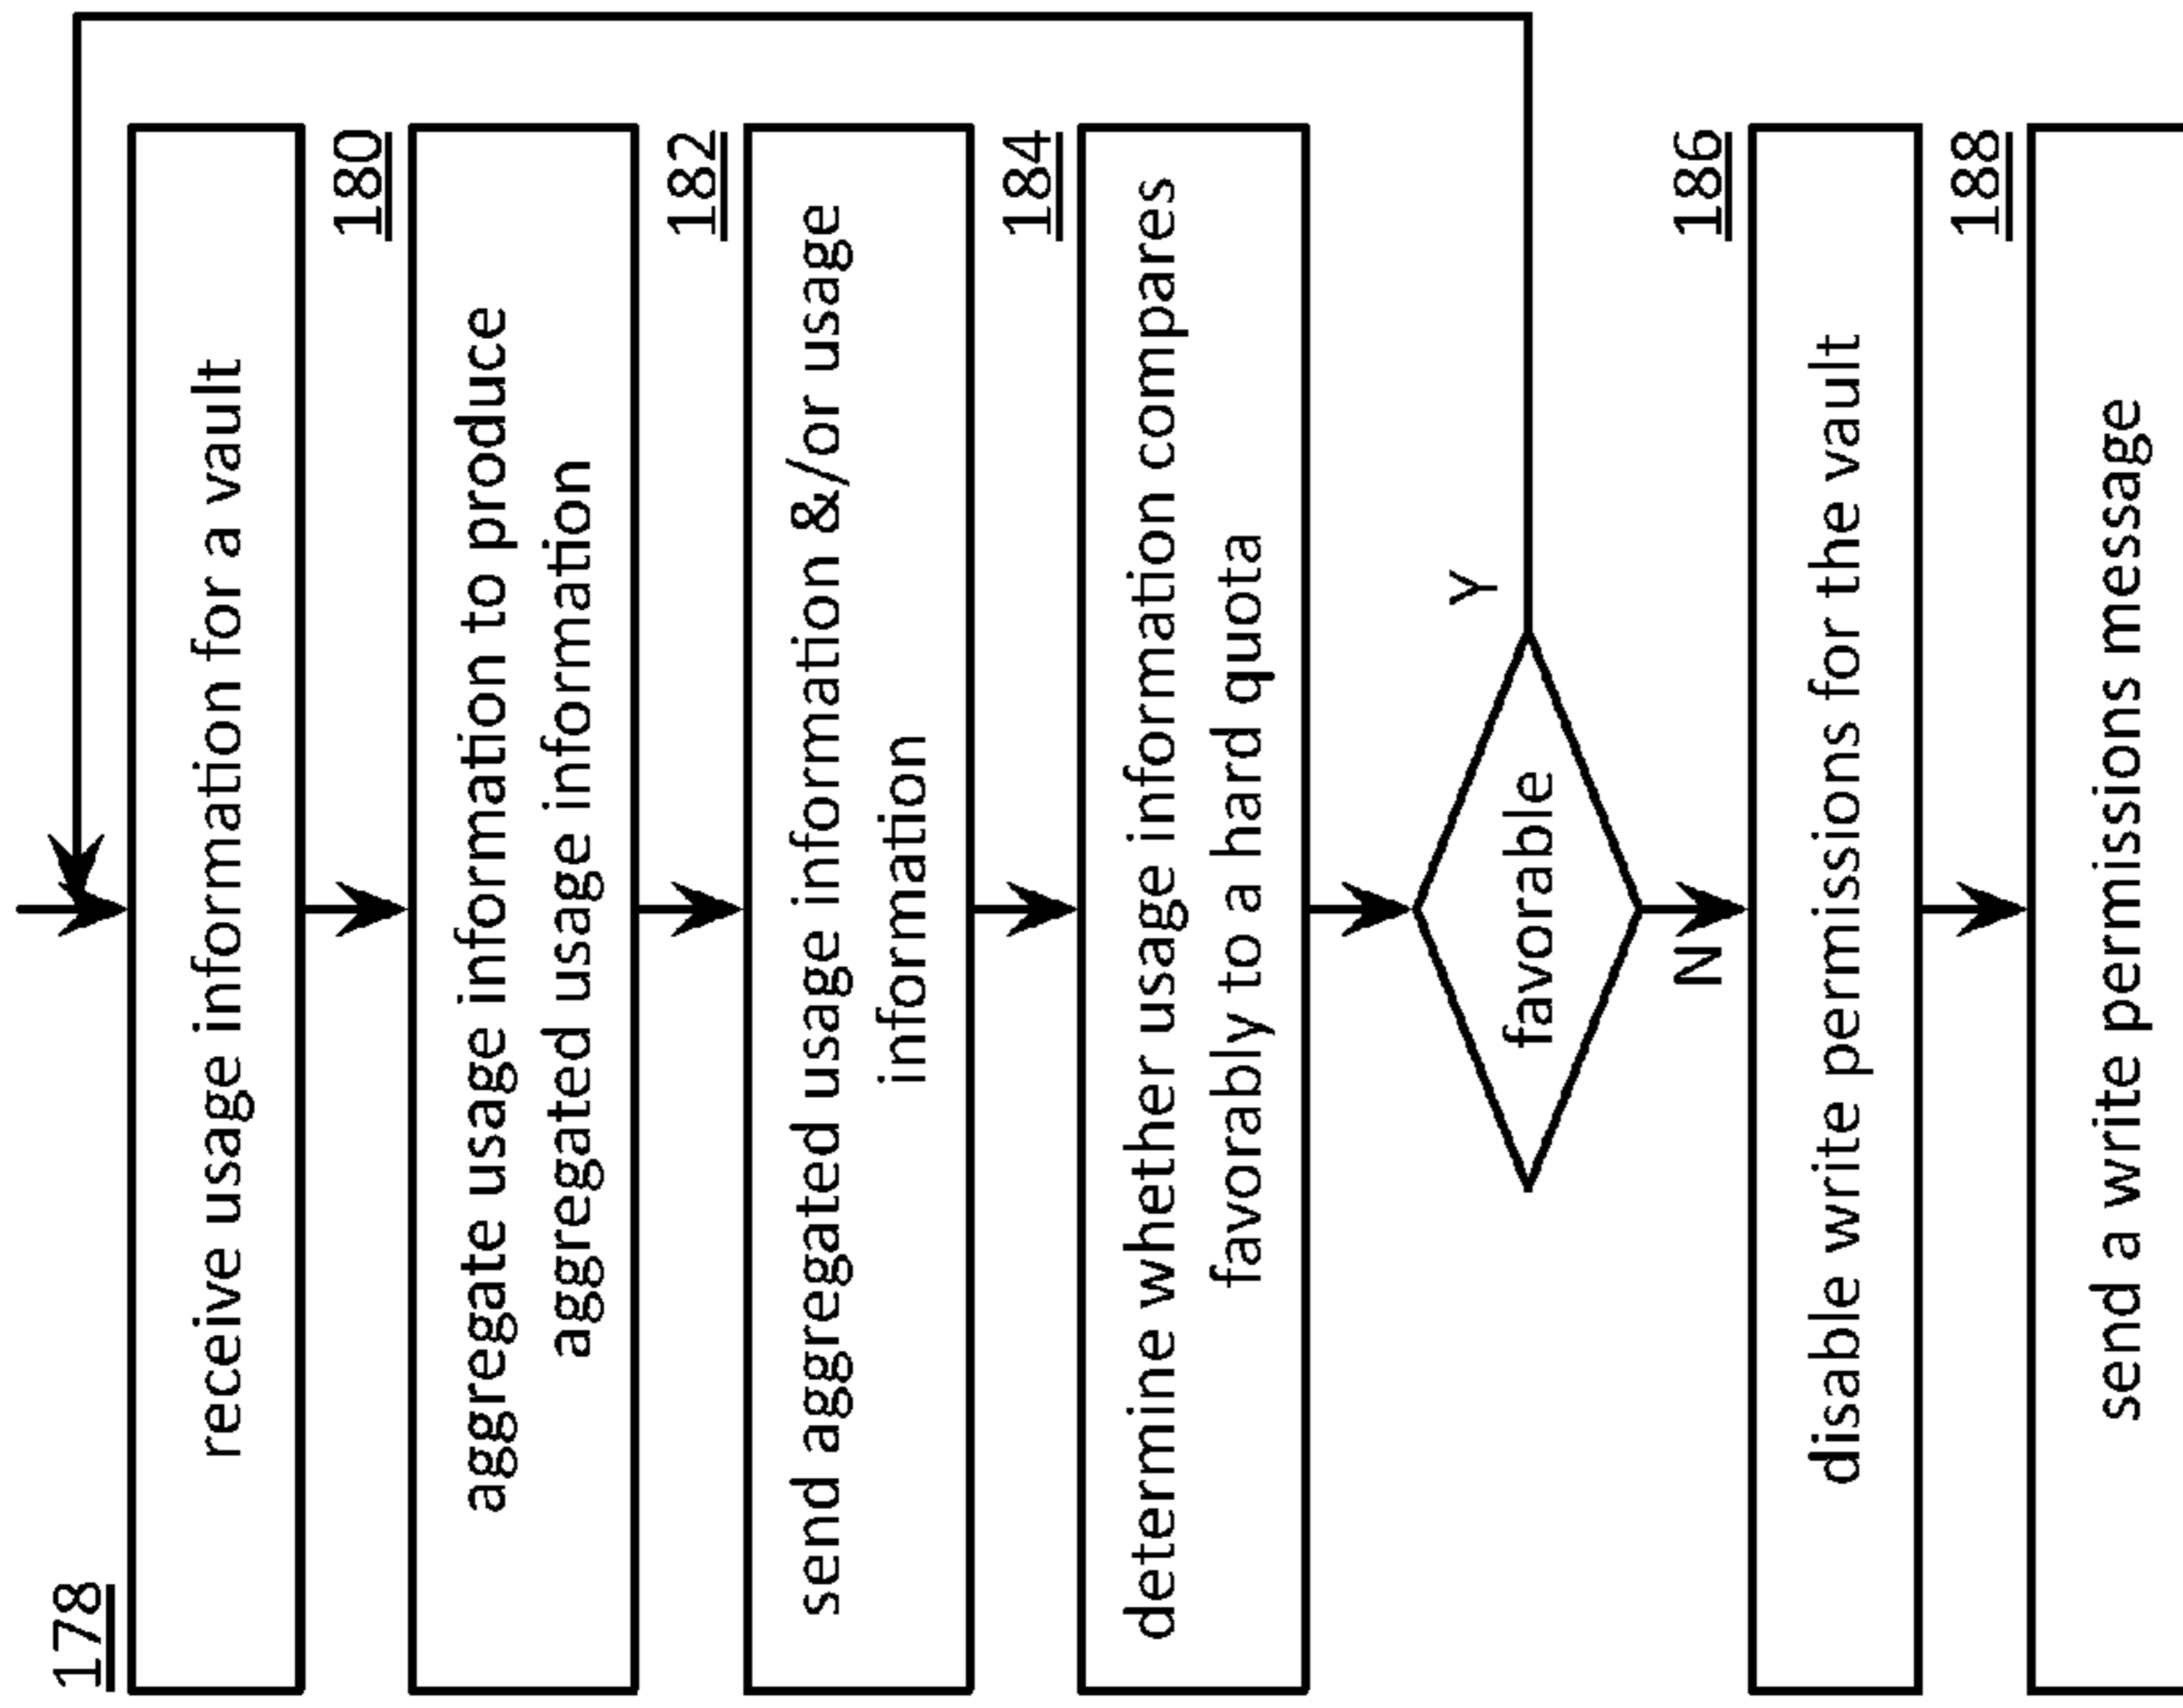 178
receive usage information for a vault
180
aggregate usage information to produce
aggregated usage information
182
send aggregated usage information &/or usage
information
184
determine whether usage information compares
favorably to a hard quota
favorable
Y
N
186
disable write permissions for the vault
188
send a write permissions message